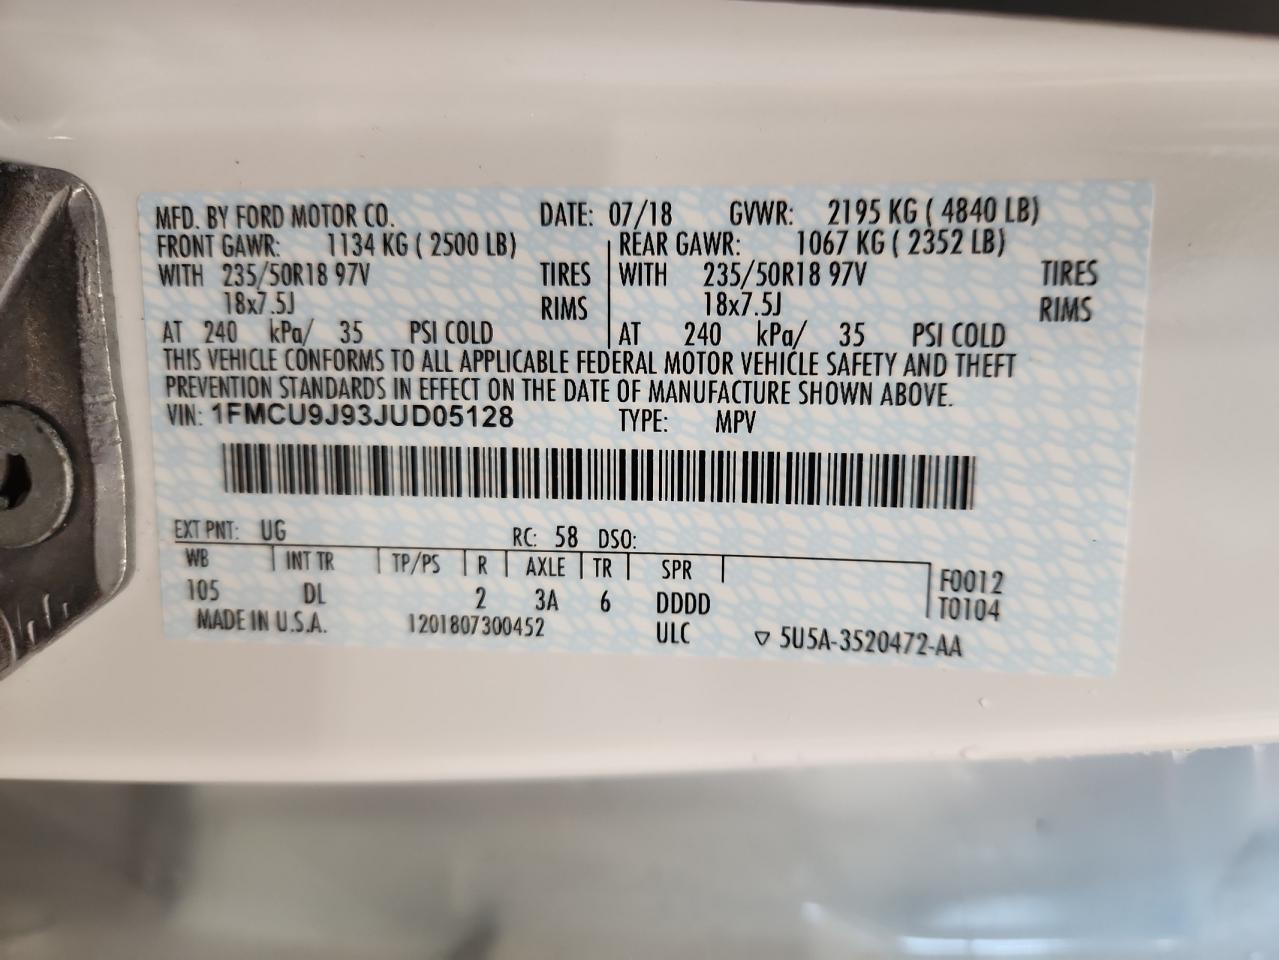 MFD. BY FORD MOTOR CO. DATE: 07/18 GVWR: 2195 KG ( 4840 LB)
FRONT GAWR: 1134 KG ( 2500 LB) REAR GAWR: 1067 KG ( 2352 LB)
WITH 235/50R18 97V TIRES WITH 235/50R18 97V TIRES
18x7.5J RIMS 18x7.5J RIMS
AT 240 kPa/ 35 PSI COLD AT 240 kPa/ 35 PSI COLD
THIS VEHICLE CONFORMS TO ALL APPLICABLE FEDERAL MOTOR VEHICLE SAFETY AND THEFT
PREVENTION STANDARDS IN EFFECT ON THE DATE OF MANUFACTURE SHOWN ABOVE.
VIN: 1FMCU9J93JUD05128 TYPE: MPV
EXT PNT: UG RC: 58 DSO:
WB INT TR TP/PS R AXLE TR SPR F0012
105 DL 2 3A 6 DDDD T0104
MADE IN U.S.A. 1201807300452 ULC ▽ 5U5A-3520472-AA